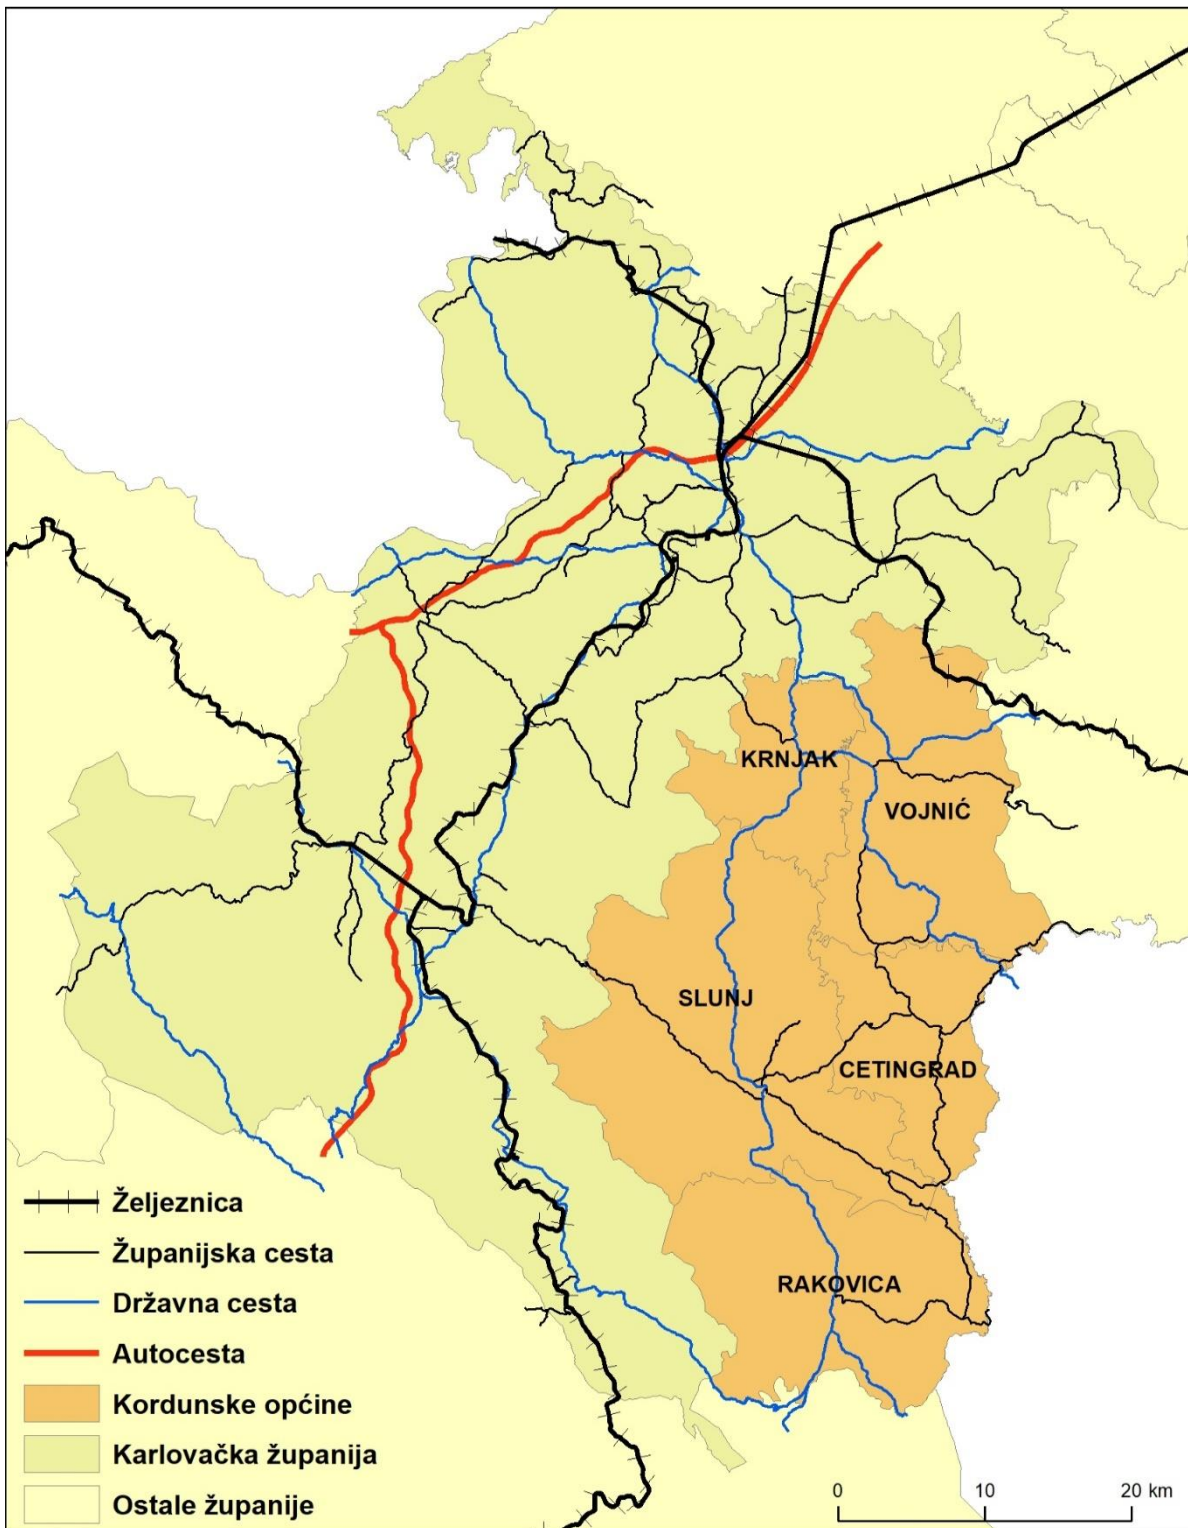 KRNJAK
VOJNIĆ
SLUNJ
CETINGRAD
RAKOVICA
Željeznica
Županijska cesta
Državna cesta
Autocesta
Kordunske općine
Karlovačka županija
Ostale županije
0 10 20 km